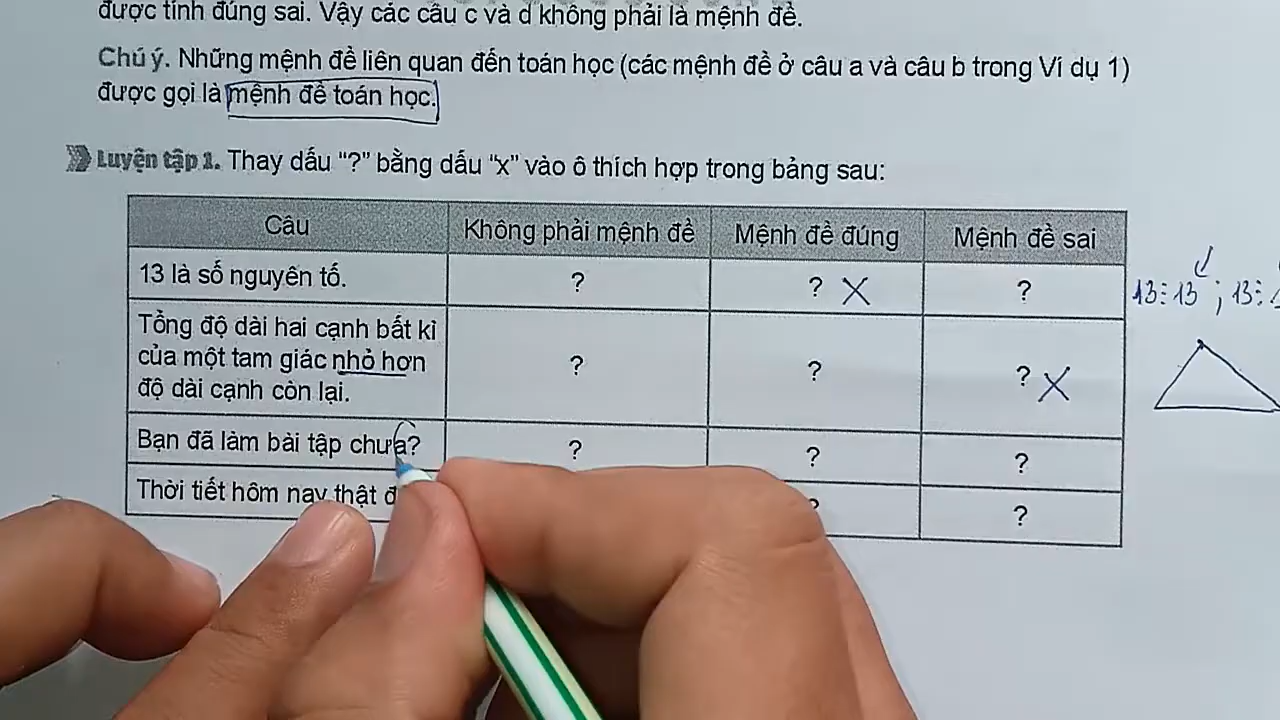 được tính đúng sai. Vậy các câu c và d không phải là mệnh đề.
Chú ý. Những mệnh đề liên quan đến toán học (các mệnh đề ở câu a và câu b trong Ví dụ 1)
được gọi là mệnh đề toán học.
Luyện tập 1. Thay dấu "?" bằng dấu "x" vào ô thích hợp trong bảng sau:
Câu Không phải mệnh đề Mệnh đề đúng Mệnh đề sai
13 là số nguyên tố. ? ? X ?
13⋮13 ; 13⋮
Tổng độ dài hai cạnh bất kì
của một tam giác nhỏ hơn ? ? ? X
độ dài cạnh còn lại.
Bạn đã làm bài tập chưa? ? ? ?
Thời tiết hôm nay thật ? ?